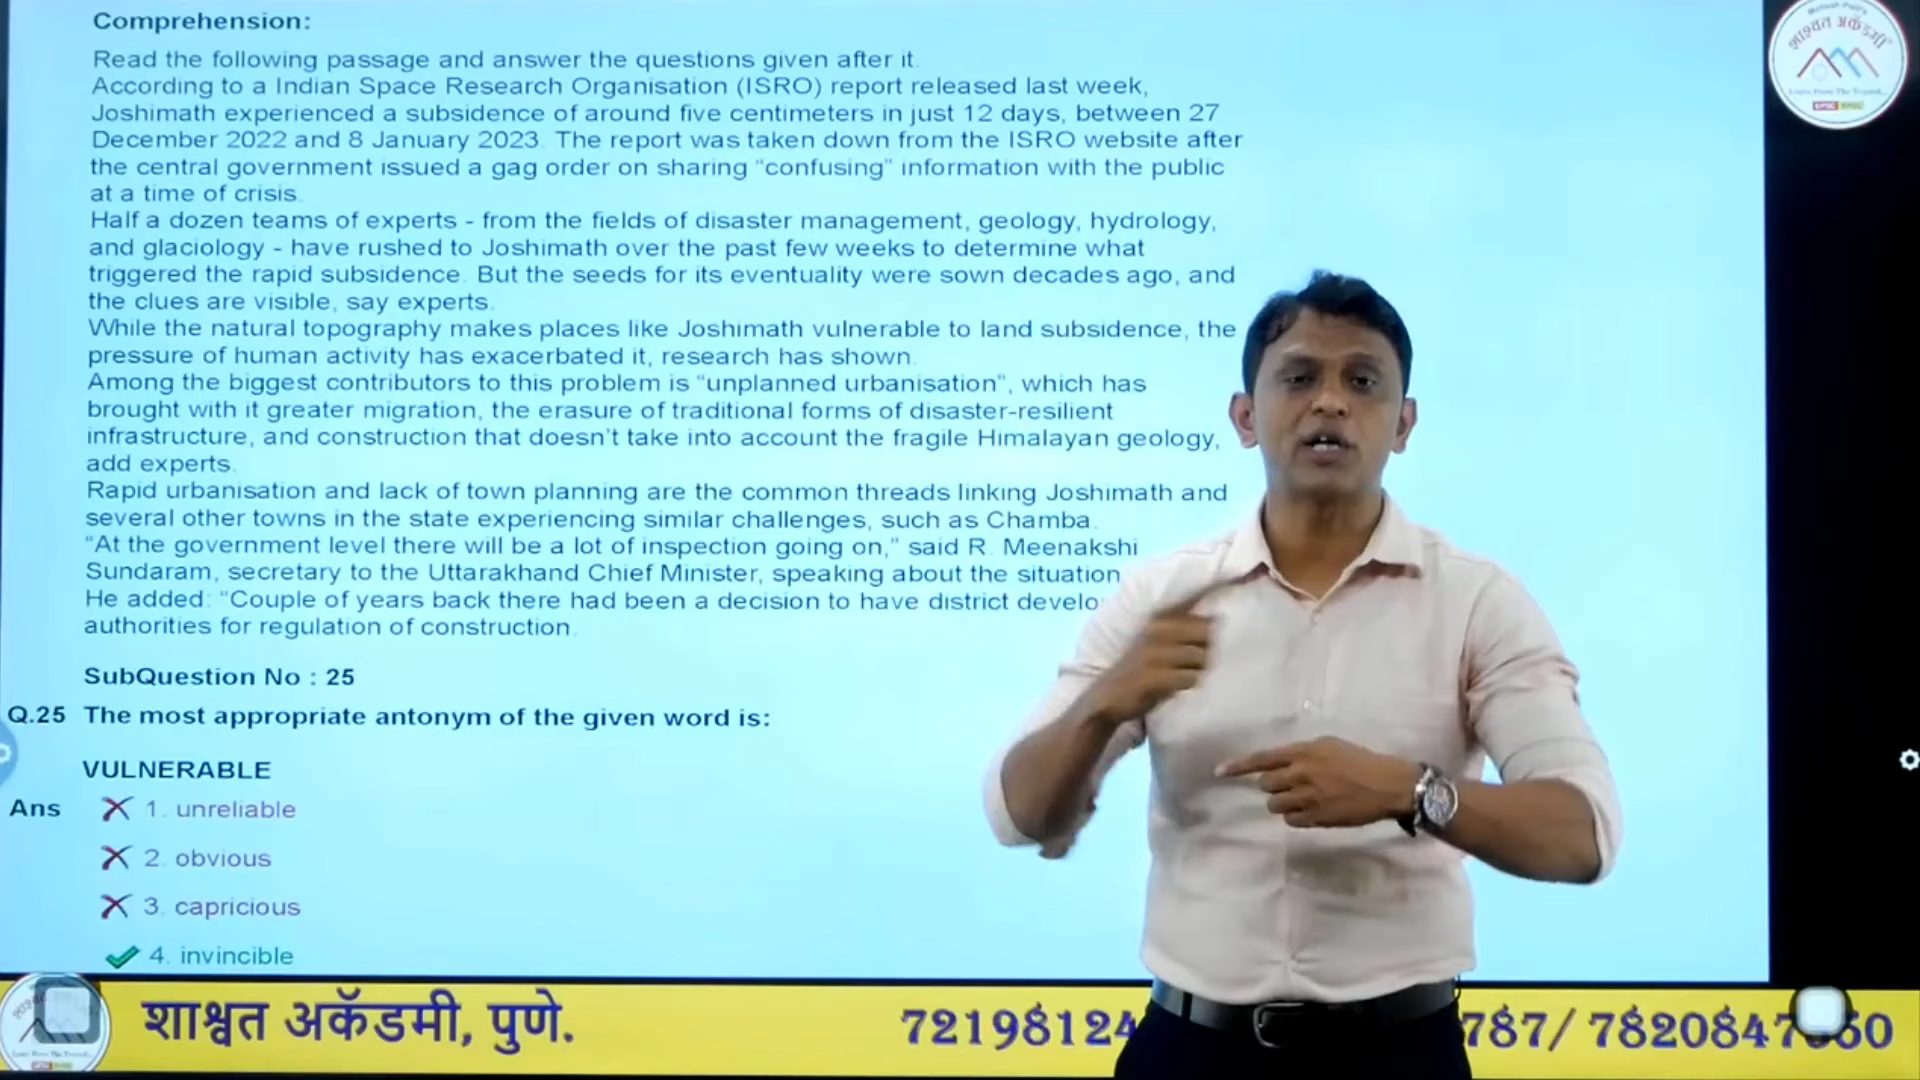 Comprehension:
Read the following passage and answer the questions given after it.
According to a Indian Space Research Organisation (ISRO) report released last week,
Joshimath experienced a subsidence of around five centimeters in just 12 days, between 27
December 2022 and 8 January 2023. The report was taken down from the ISRO website after
the central government issued a gag order on sharing “confusing” information with the public
at a time of crisis.
Half a dozen teams of experts - from the fields of disaster management, geology, hydrology,
and glaciology - have rushed to Joshimath over the past few weeks to determine what
triggered the rapid subsidence. But the seeds for its eventuality were sown decades ago, and
the clues are visible, say experts.
While the natural topography makes places like Joshimath vulnerable to land subsidence, the
pressure of human activity has exacerbated it, research has shown.
Among the biggest contributors to this problem is “unplanned urbanisation”, which has
brought with it greater migration, the erasure of traditional forms of disaster-resilient
infrastructure, and construction that doesn’t take into account the fragile Himalayan geology,
add experts.
Rapid urbanisation and lack of town planning are the common threads linking Joshimath and
several other towns in the state experiencing similar challenges, such as Chamba.
“At the government level there will be a lot of inspection going on,” said R. Meenakshi
Sundaram, secretary to the Uttarakhand Chief Minister, speaking about the situation
He added: “Couple of years back there had been a decision to have district develo
authorities for regulation of construction.
SubQuestion No : 25
Q.25 The most appropriate antonym of the given word is:
VULNERABLE
Ans 1. unreliable
2. obvious
3. capricious
4. invincible
शाश्वत अकॅडमी
शाश्वत अकॅडमी, पुणे. 72198124 787/ 7820847 60